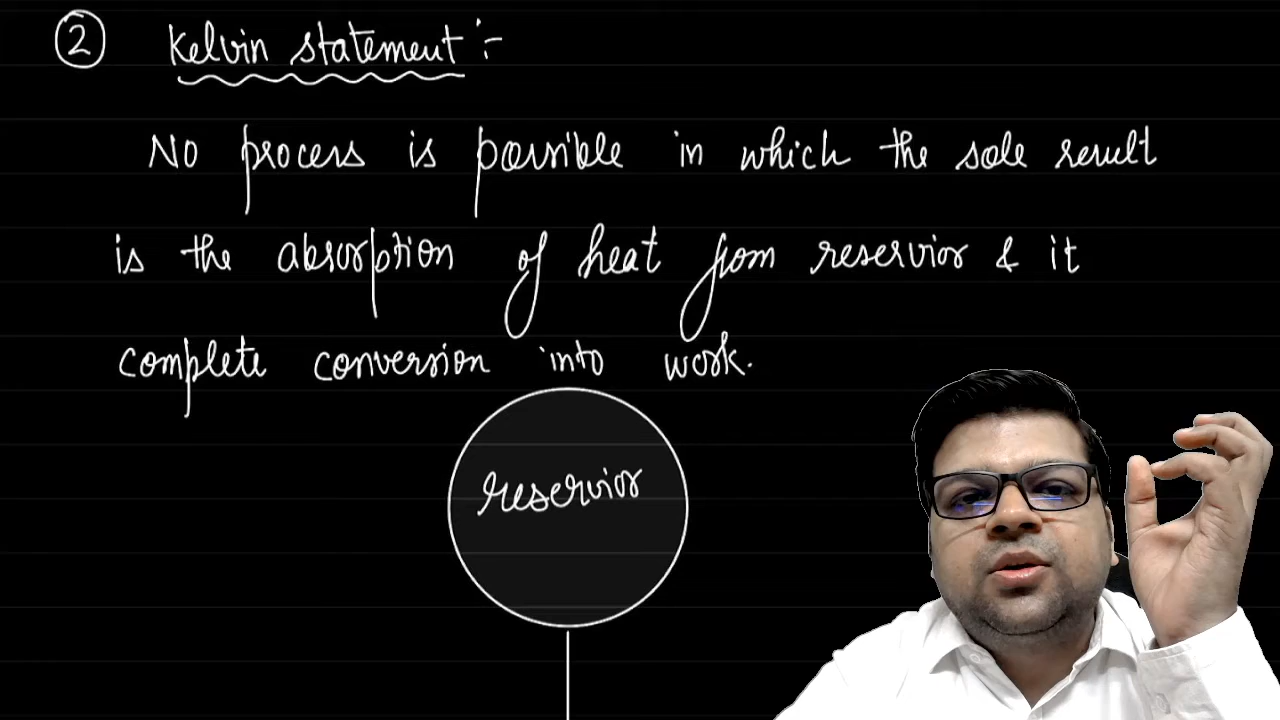 2 Kelvin statement :-
No process is possible in which the sole result
is the absorption of heat from reservior & it
complete conversion into work.
reservior